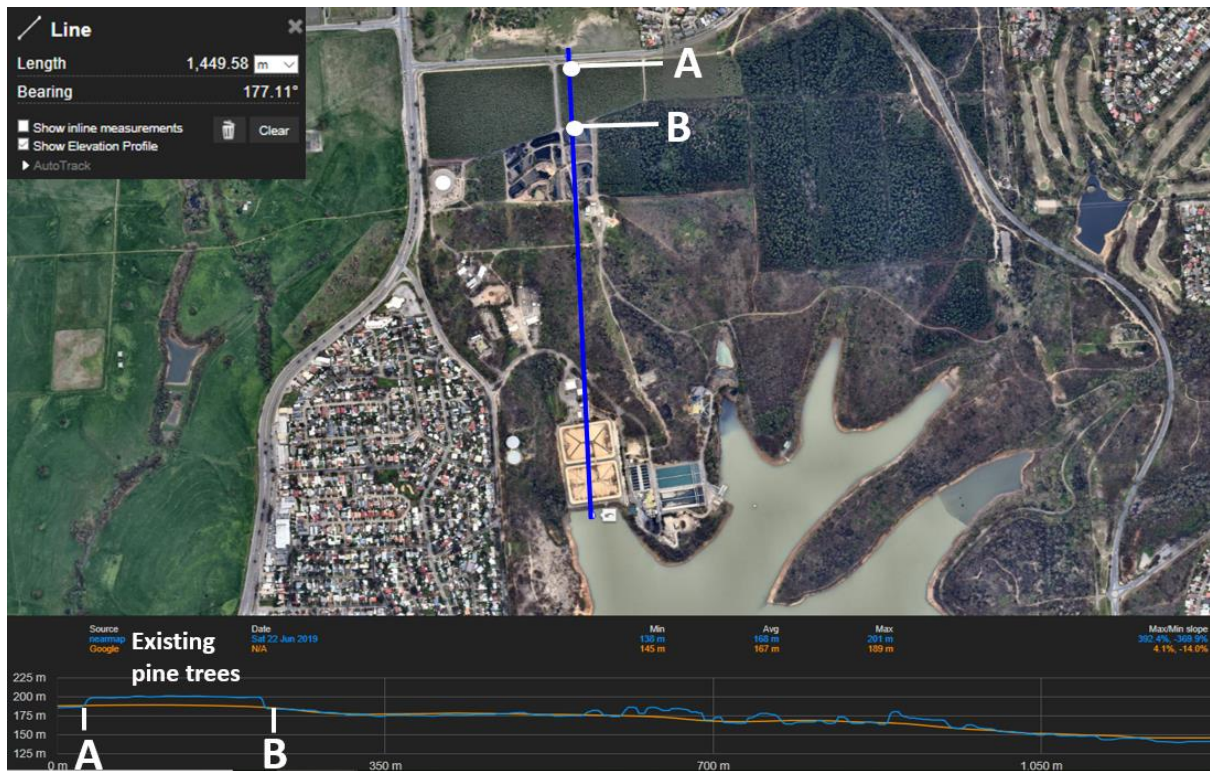 Line
Length 1,449.58 m
Bearing 177.11°
Show inline measurements
Clear
Show Elevation Profile
AutoTrack
A
B
Source Date Min Avg Max Max/Min slope
nearmap Sat 22 Jun 2019 138 m 168 m 201 m 392.4%, -369.9%
Google N/A 145 m 167 m 189 m 4.1%, -14.0%
Existing
pine trees
225 m
200 m
175 m
150 m
125 m
A B
0 m 350 m 700 m 1.050 m